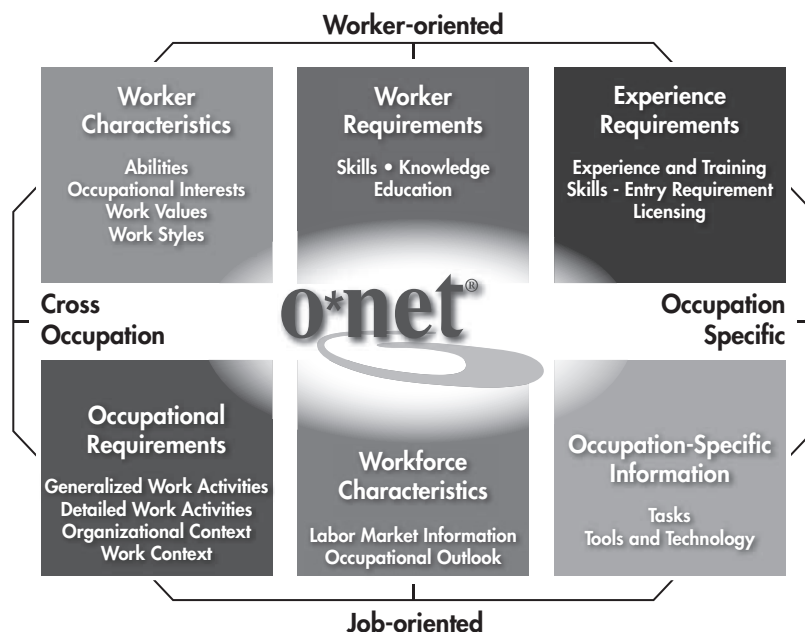 Worker-oriented
Worker
Characteristics
Abilities
Occupational Interests
Work Values
Work Styles
Worker
Requirements
Skills • Knowledge
Education
Experience
Requirements
Experience and Training
Skills - Entry Requirement
Licensing
Cross
Occupation
o*net®
Occupation
Specific
Occupational
Requirements
Generalized Work Activities
Detailed Work Activities
Organizational Context
Work Context
Workforce
Characteristics
Labor Market Information
Occupational Outlook
Occupation-Specific
Information
Tasks
Tools and Technology
Job-oriented